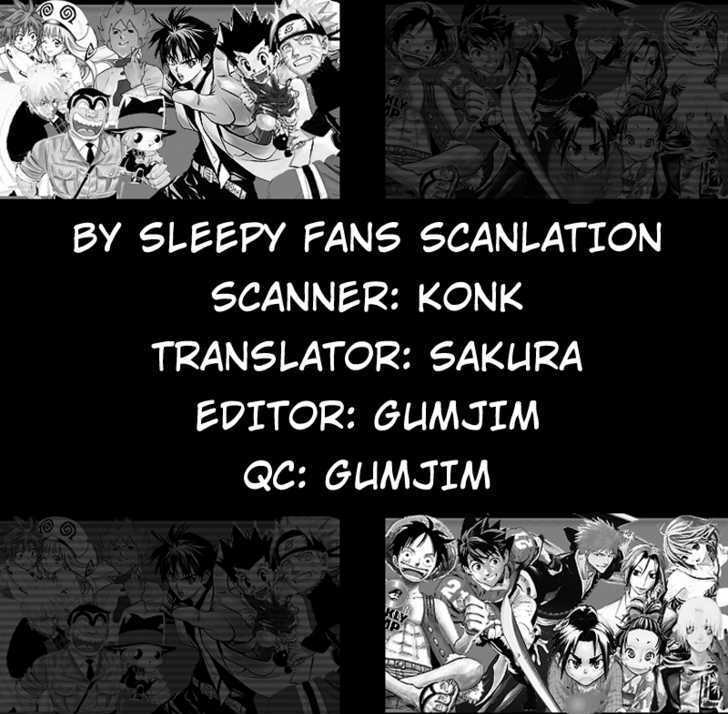 BY SLEEPY FANS SCANLATION
SCANNER: KONK
TRANSLATOR: SAKURA
EDITOR: GUMJIM
QC: GUMJIM